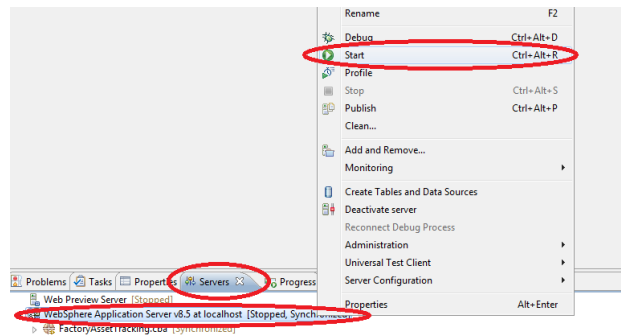 Rename F2
Debug Ctrl+Alt+D
Start Ctrl+Alt+R
Profile
Stop Ctrl+Alt+S
Publish Ctrl+Alt+P
Clean...
Add and Remove...
Monitoring
Create Tables and Data Sources
Deactivate server
Reconnect Debug Process
Administration
Universal Test Client
Server Configuration
Properties Alt+Enter
Problems Tasks Properties Servers Progress
Web Preview Server [Stopped]
WebSphere Application Server v8.5 at localhost [Stopped, Synchronized]
FactoryAssetTracking.cba [Synchronized]